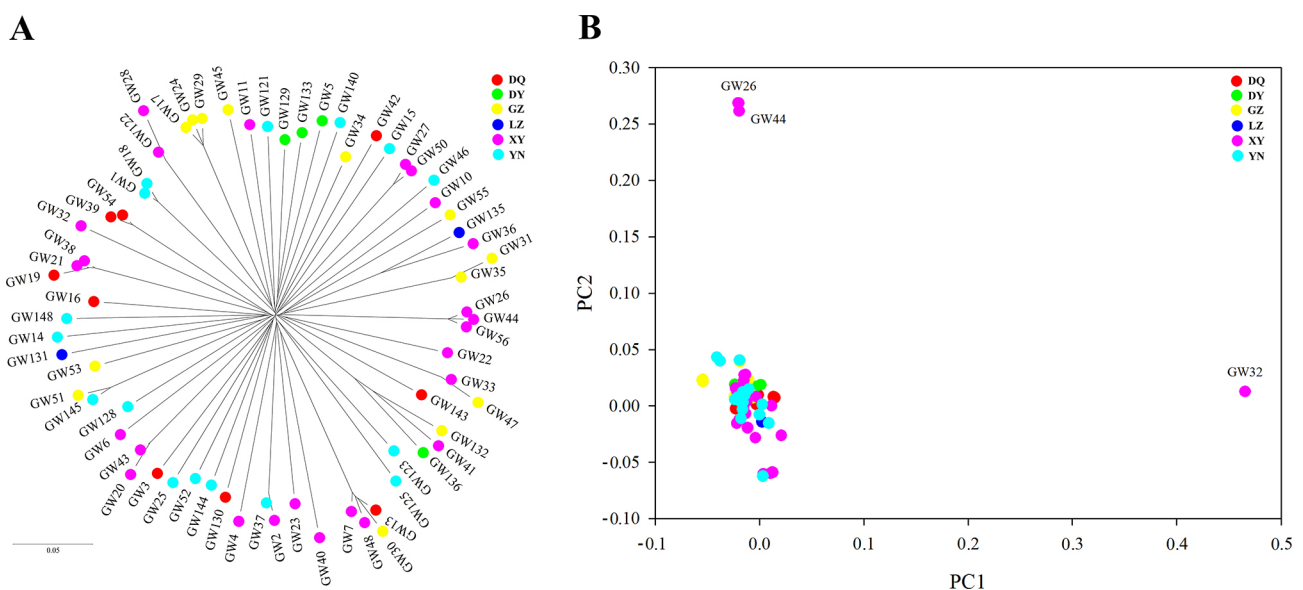 A
GW28
GW17
GW24
GW29
GW45
GW11
GW121
GW129
GW133
GW5
GW140
GW34
GW42
GW15
GW27
GW50
GW46
GW10
GW55
GW135
GW36
GW31
GW35
GW26
GW44
GW56
GW22
GW33
GW47
GW143
GW132
GW41
GW136
GW123
GW125
GW13
GW30
GW48
GW7
GW40
GW23
GW2
GW37
GW4
GW130
GW144
GW52
GW25
GW3
GW20
GW43
GW6
GW128
GW145
GW51
GW53
GW131
GW14
GW148
GW16
GW19
GW21
GW38
GW32
GW39
GW54
GW1
GW18
GW122
DQ
DY
GZ
LZ
XY
YN
0.05
B
0.30
0.25
0.20
0.15
0.10
0.05
0.00
-0.05
-0.10
PC2
GW26
GW44
GW32
DQ
DY
GZ
LZ
XY
YN
-0.1
0.0
0.1
0.2
0.3
0.4
0.5
PC1